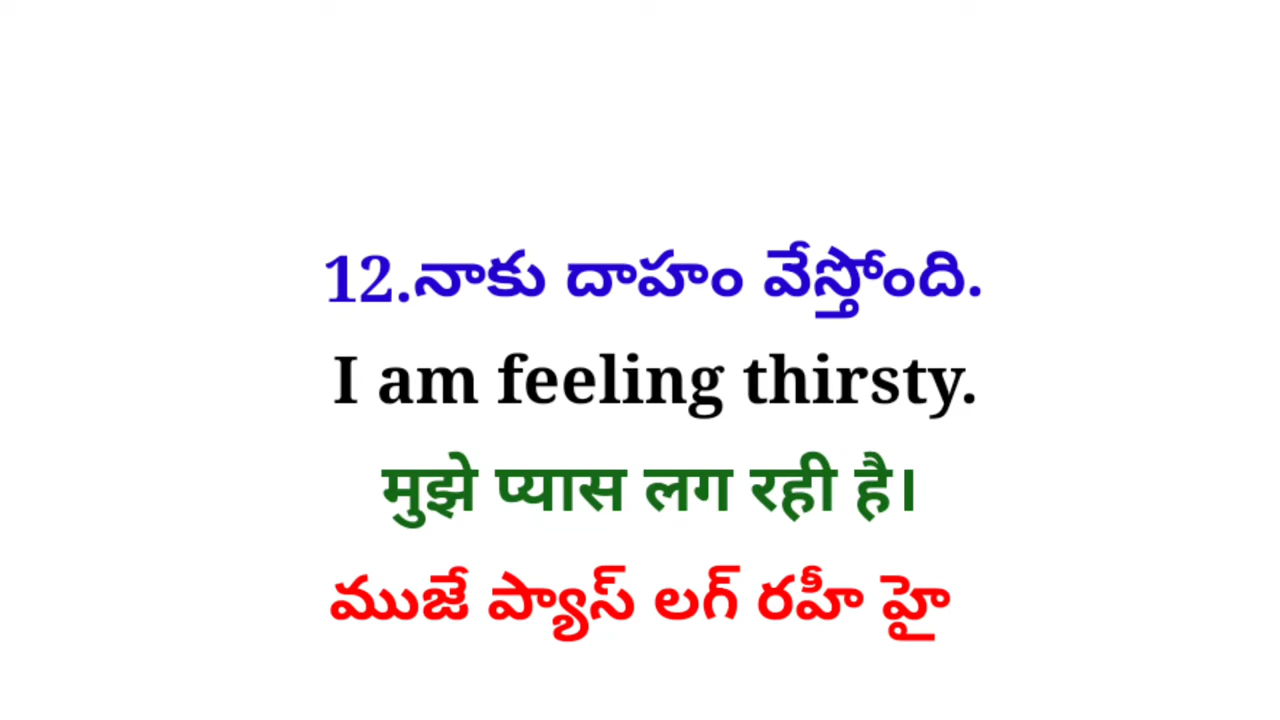 12.నాకు దాహం వేస్తోంది.
I am feeling thirsty.
मुझे प्यास लग रही है।
ముజే ప్యాస్ లగ్ రహీ హై